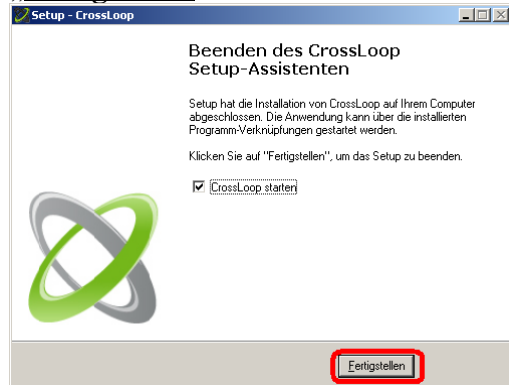 Setup - CrossLoop
Beenden des CrossLoop
Setup-Assistenten
Setup hat die Installation von CrossLoop auf Ihrem Computer
abgeschlossen. Die Anwendung kann über die installierten
Programm-Verknüpfungen gestartet werden.
Klicken Sie auf "Fertigstellen", um das Setup zu beenden.
CrossLoop starten
Fertigstellen